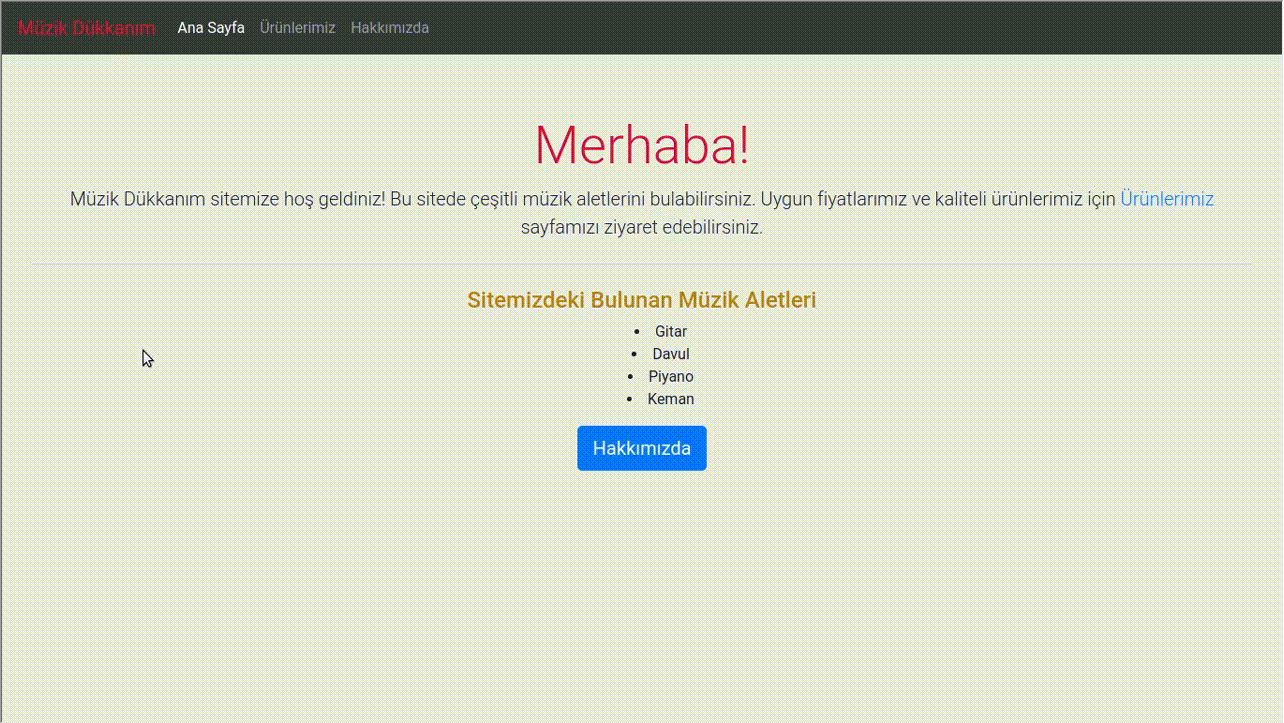 Müzik Dükkanım Ana Sayfa Ürünlerimiz Hakkımızda
Merhaba!
Müzik Dükkanım sitemize hoş geldiniz! Bu sitede çeşitli müzik aletlerini bulabilirsiniz. Uygun fiyatlarımız ve kaliteli ürünlerimiz için Ürünlerimiz
sayfamızı ziyaret edebilirsiniz.
Sitemizdeki Bulunan Müzik Aletleri
• Gitar
• Davul
• Piyano
• Keman
Hakkımızda